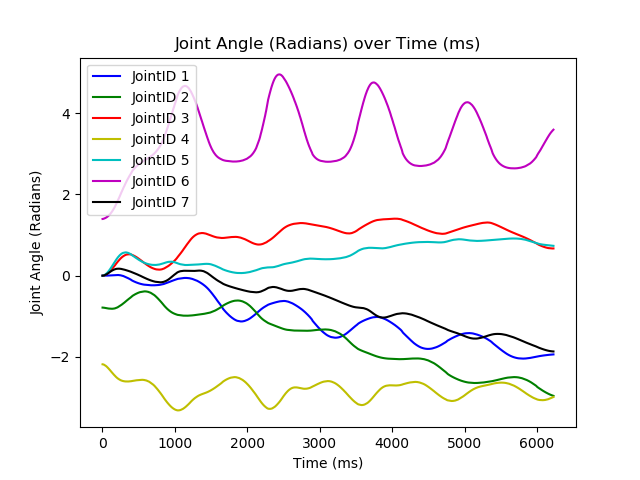 Joint Angle (Radians) over Time (ms)
JointID 1
JointID 2
JointID 3
JointID 4
JointID 5
JointID 6
JointID 7
Joint Angle (Radians)
4
2
0
−2
0 1000 2000 3000 4000 5000 6000
Time (ms)